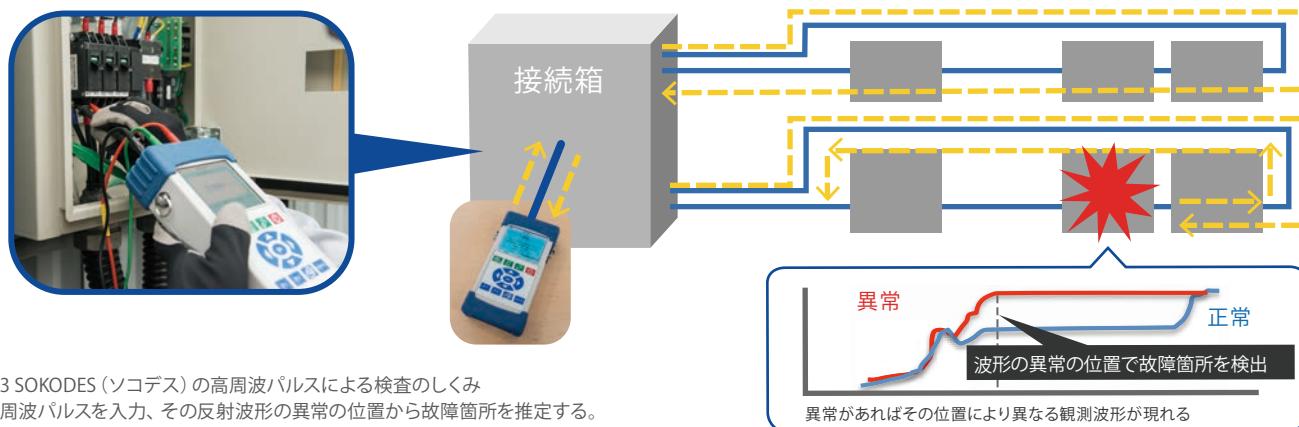 接続箱
異常
正常
波形の異常の位置で故障箇所を検出
異常があればその位置により異なる観測波形が現れる
3 SOKODES（ソコデス）の高周波パルスによる検査のしくみ
周波パルスを入力、その反射波形の異常の位置から故障箇所を推定する。